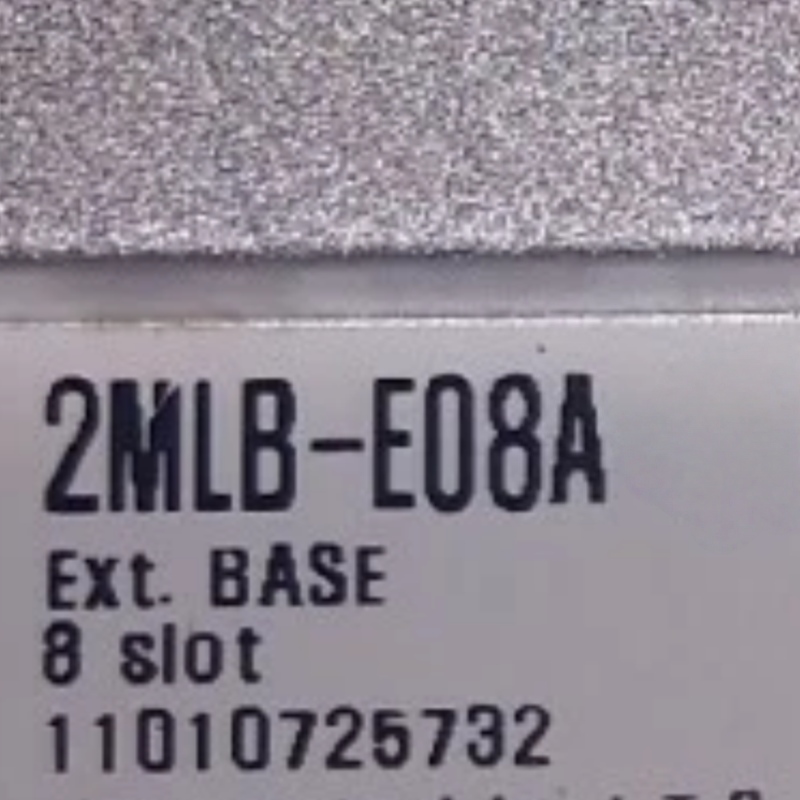 2MLB-E08A
Ext. BASE
8 slot
11010725732